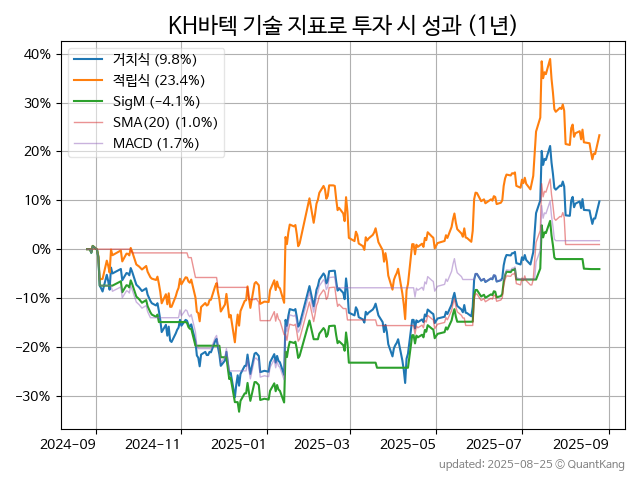 KH바텍 기술 지표로 투자 시 성과 (1년)
거치식 (9.8%)
적립식 (23.4%)
SigM (−4.1%)
SMA(20) (1.0%)
MACD (1.7%)
40%
30%
20%
10%
0%
−10%
−20%
−30%
2024-09 2024-11 2025-01 2025-03 2025-05 2025-07 2025-09
updated: 2025-08-25 © QuantKang